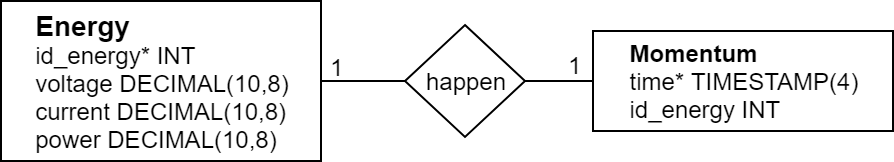 Energy
id_energy* INT
voltage DECIMAL(10,8)
current DECIMAL(10,8)
power DECIMAL(10,8)
1
happen
1
Momentum
time* TIMESTAMP(4)
id_energy INT